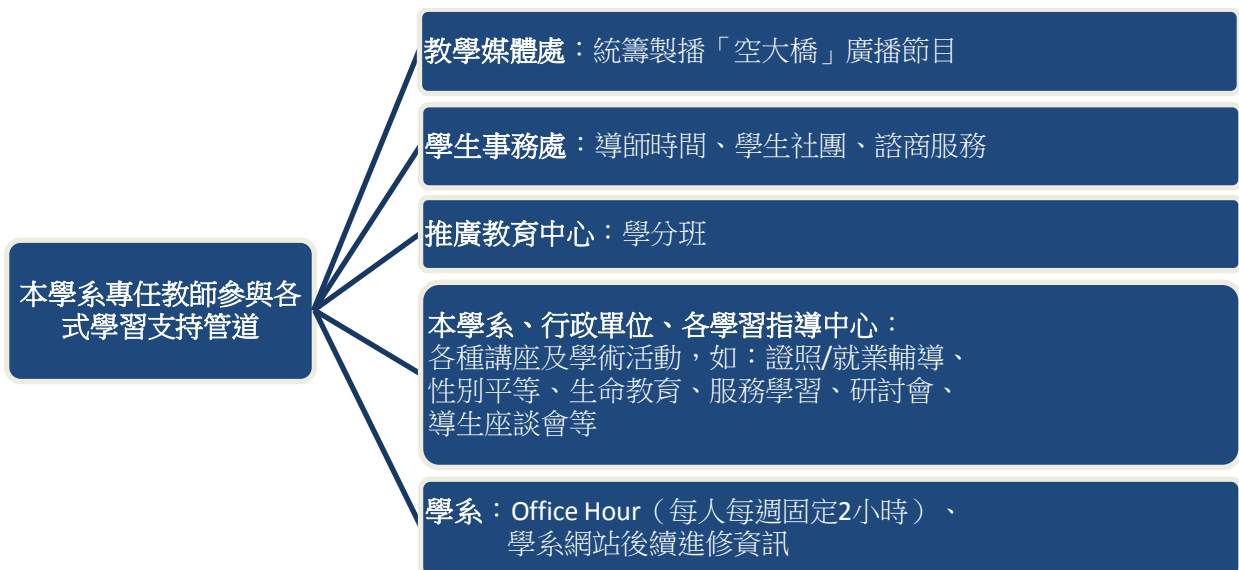 教學媒體處：統籌製播「空大橋」廣播節目
學生事務處：導師時間、學生社團、諮商服務
推廣教育中心：學分班
本學系專任教師參與各
式學習支持管道
本學系、行政單位、各學習指導中心：
各種講座及學術活動，如：證照/就業輔導、
性別平等、生命教育、服務學習、研討會、
導生座談會等
學系：Office Hour（每人每週固定2小時）、
學系網站後續進修資訊